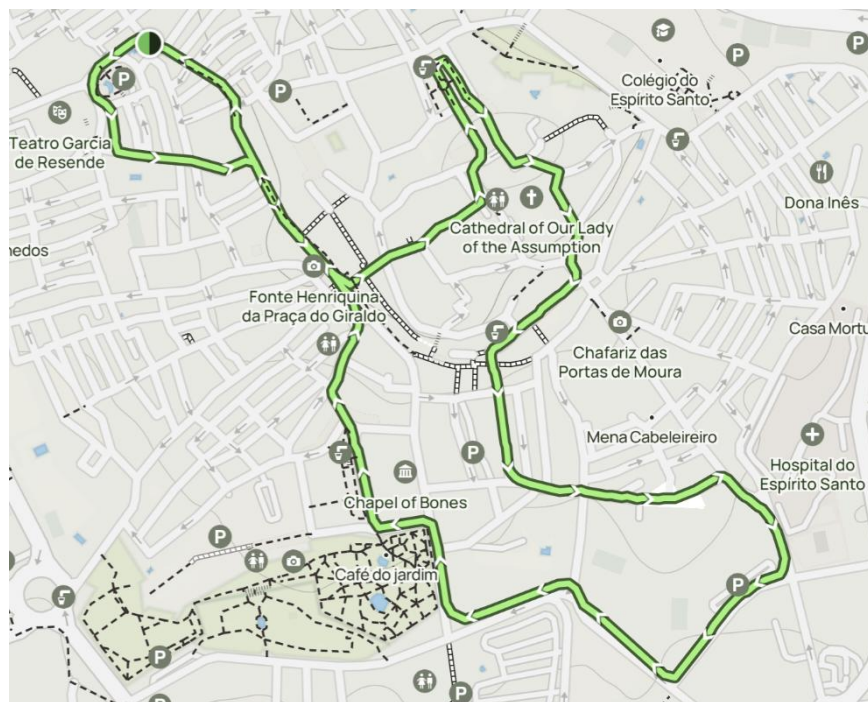 Colégio do
Espírito Santo
Teatro Garcia
de Resende
Dona Inês
Cathedral of Our Lady
of the Assumption
nedos
Fonte Henriquina
da Praça do Giraldo
Casa Mortu
Chafariz das
Portas de Moura
Mena Cabeleireiro
Hospital do
Espírito Santo
Chapel of Bones
Café do jardim
P
P
P
P
P
P
P
P
P
P